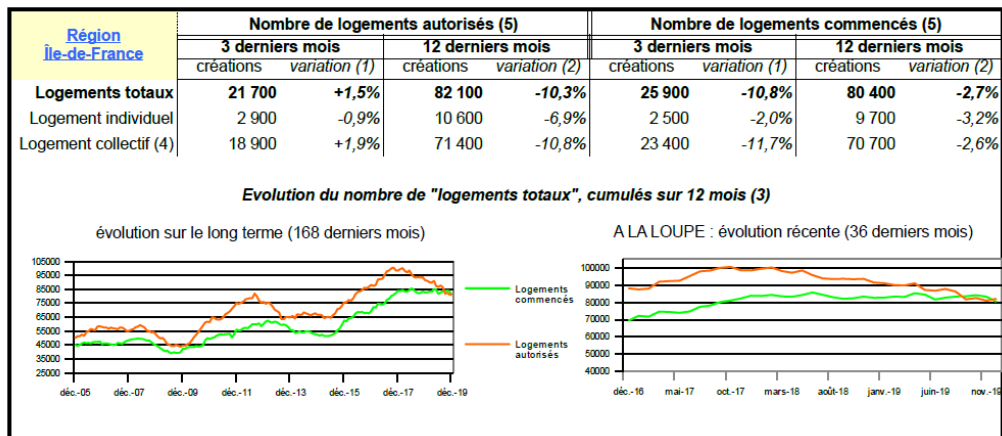 Région
Île-de-France
Nombre de logements autorisés (5) Nombre de logements commencés (5)
3 derniers mois 12 derniers mois 3 derniers mois 12 derniers mois
créations variation (1) créations variation (2) créations variation (1) créations variation (2)
Logements totaux 21 700 +1,5% 82 100 -10,3% 25 900 -10,8% 80 400 -2,7%
Logement individuel 2 900 -0,9% 10 600 -6,9% 2 500 -2,0% 9 700 -3,2%
Logement collectif (4) 18 900 +1,9% 71 400 -10,8% 23 400 -11,7% 70 700 -2,6%
Evolution du nombre de "logements totaux", cumulés sur 12 mois (3)
évolution sur le long terme (168 derniers mois)
105000
95000
85000
75000
65000
55000
45000
35000
25000
déc.-05 déc.-07 déc.-09 déc.-11 déc.-13 déc.-15 déc.-17 déc.-19
Logements
commencés
Logements
autorisés
A LA LOUPE : évolution récente (36 derniers mois)
100000
90000
80000
70000
60000
50000
40000
déc.-16 mai-17 oct.-17 mars-18 août-18 janv.-19 juin-19 nov.-19